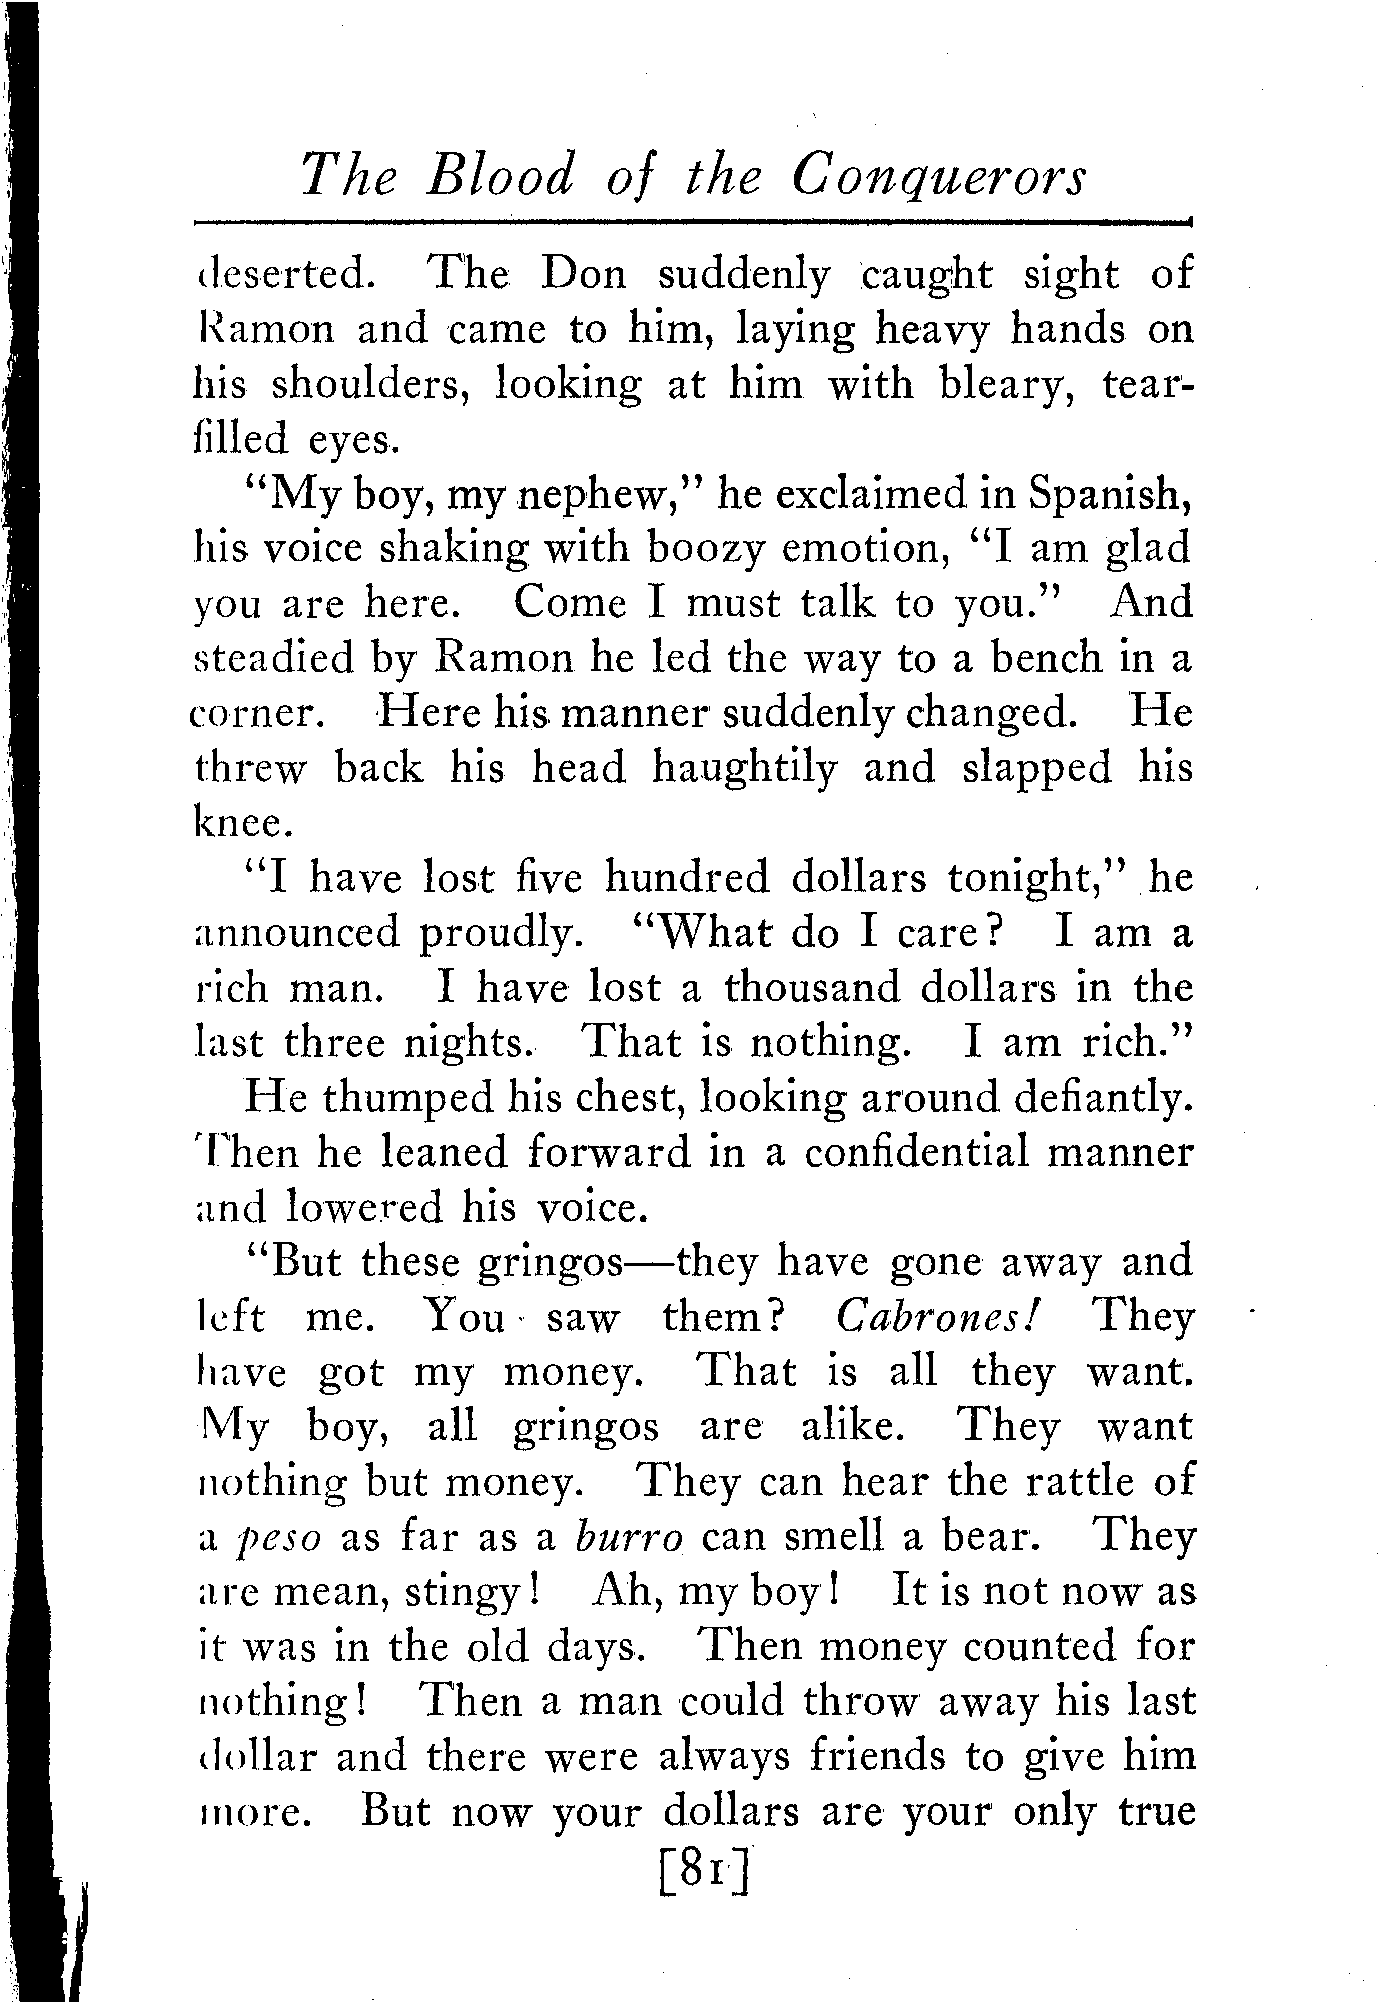 The Blood of the Conquerors
deserted. The Don suddenly caught sight of
Ramon and came to him, laying heavy hands on
his shoulders, looking at him with bleary, tear-
filled eyes.
"My boy, my nephew," he exclaimed in Spanish,
his voice shaking with boozy emotion, "I am glad
you are here. Come I must talk to you." And
steadied by Ramon he led the way to a bench in a
corner. Here his manner suddenly changed. He
threw back his head haughtily and slapped his
knee.
"I have lost five hundred dollars tonight," he
announced proudly. "What do I care? I am a
rich man. I have lost a thousand dollars in the
last three nights. That is nothing. I am rich."
He thumped his chest, looking around defiantly.
Then he leaned forward in a confidential manner
and lowered his voice.
"But these gringos—they have gone away and
left me. You saw them? Cabrones! They
have got my money. That is all they want.
My boy, all gringos are alike. They want
nothing but money. They can hear the rattle of
a peso as far as a burro can smell a bear. They
are mean, stingy! Ah, my boy! It is not now as
it was in the old days. Then money counted for
nothing! Then a man could throw away his last
dollar and there were always friends to give him
more. But now your dollars are your only true
[81]